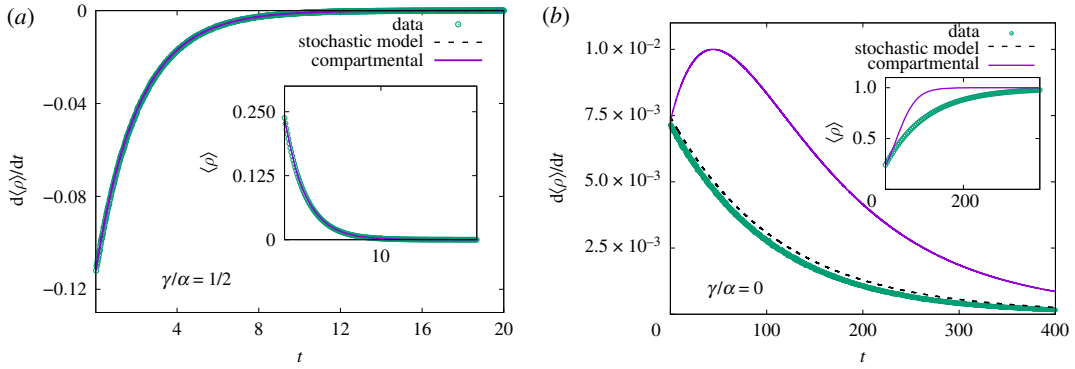 (a)
0
−0.04
−0.08
−0.12
d⟨ρ⟩/dt
data
stochastic model
compartmental
0.250
0.125
0
⟨ρ⟩
10
γ/α = 1/2
4
8
12
16
20
t
(b)
1.0 × 10⁻²
7.5 × 10⁻³
5.0 × 10⁻³
2.5 × 10⁻³
0
d⟨ρ⟩/dt
data
stochastic model
compartmental
1.0
0.5
⟨ρ⟩
200
γ/α = 0
100
200
300
400
t